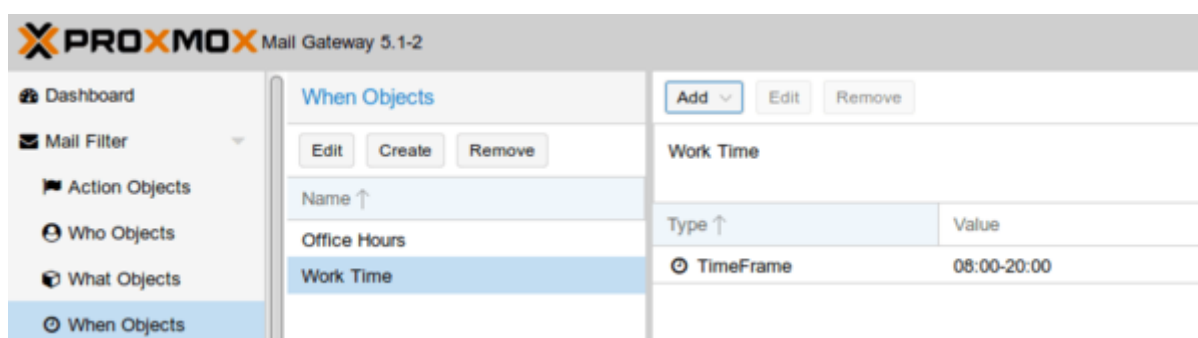 PROXMOX Mail Gateway 5.1-2
Dashboard
Mail Filter
Action Objects
Who Objects
What Objects
When Objects
When Objects
Edit Create Remove
Name
Office Hours
Work Time
Add Edit Remove
Work Time
Type Value
TimeFrame 08:00-20:00